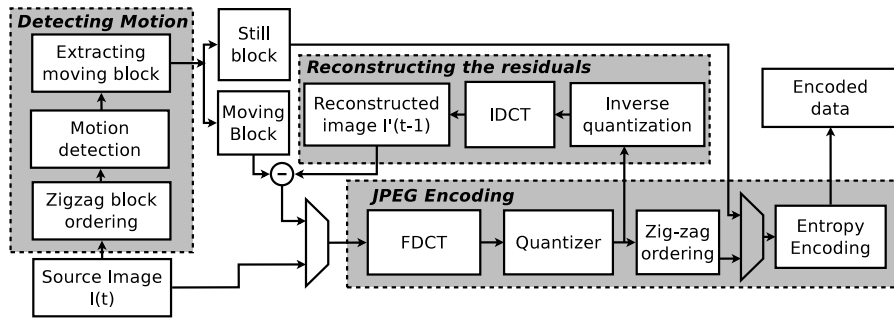 Detecting Motion
Extracting
moving block
Motion
detection
Zigzag block
ordering
Source Image
I(t)
Still
block
Moving
Block
Reconstructing the residuals
Reconstructed
image I'(t-1)
IDCT
Inverse
quantization
Encoded
data
−
JPEG Encoding
FDCT
Quantizer
Zig-zag
ordering
Entropy
Encoding